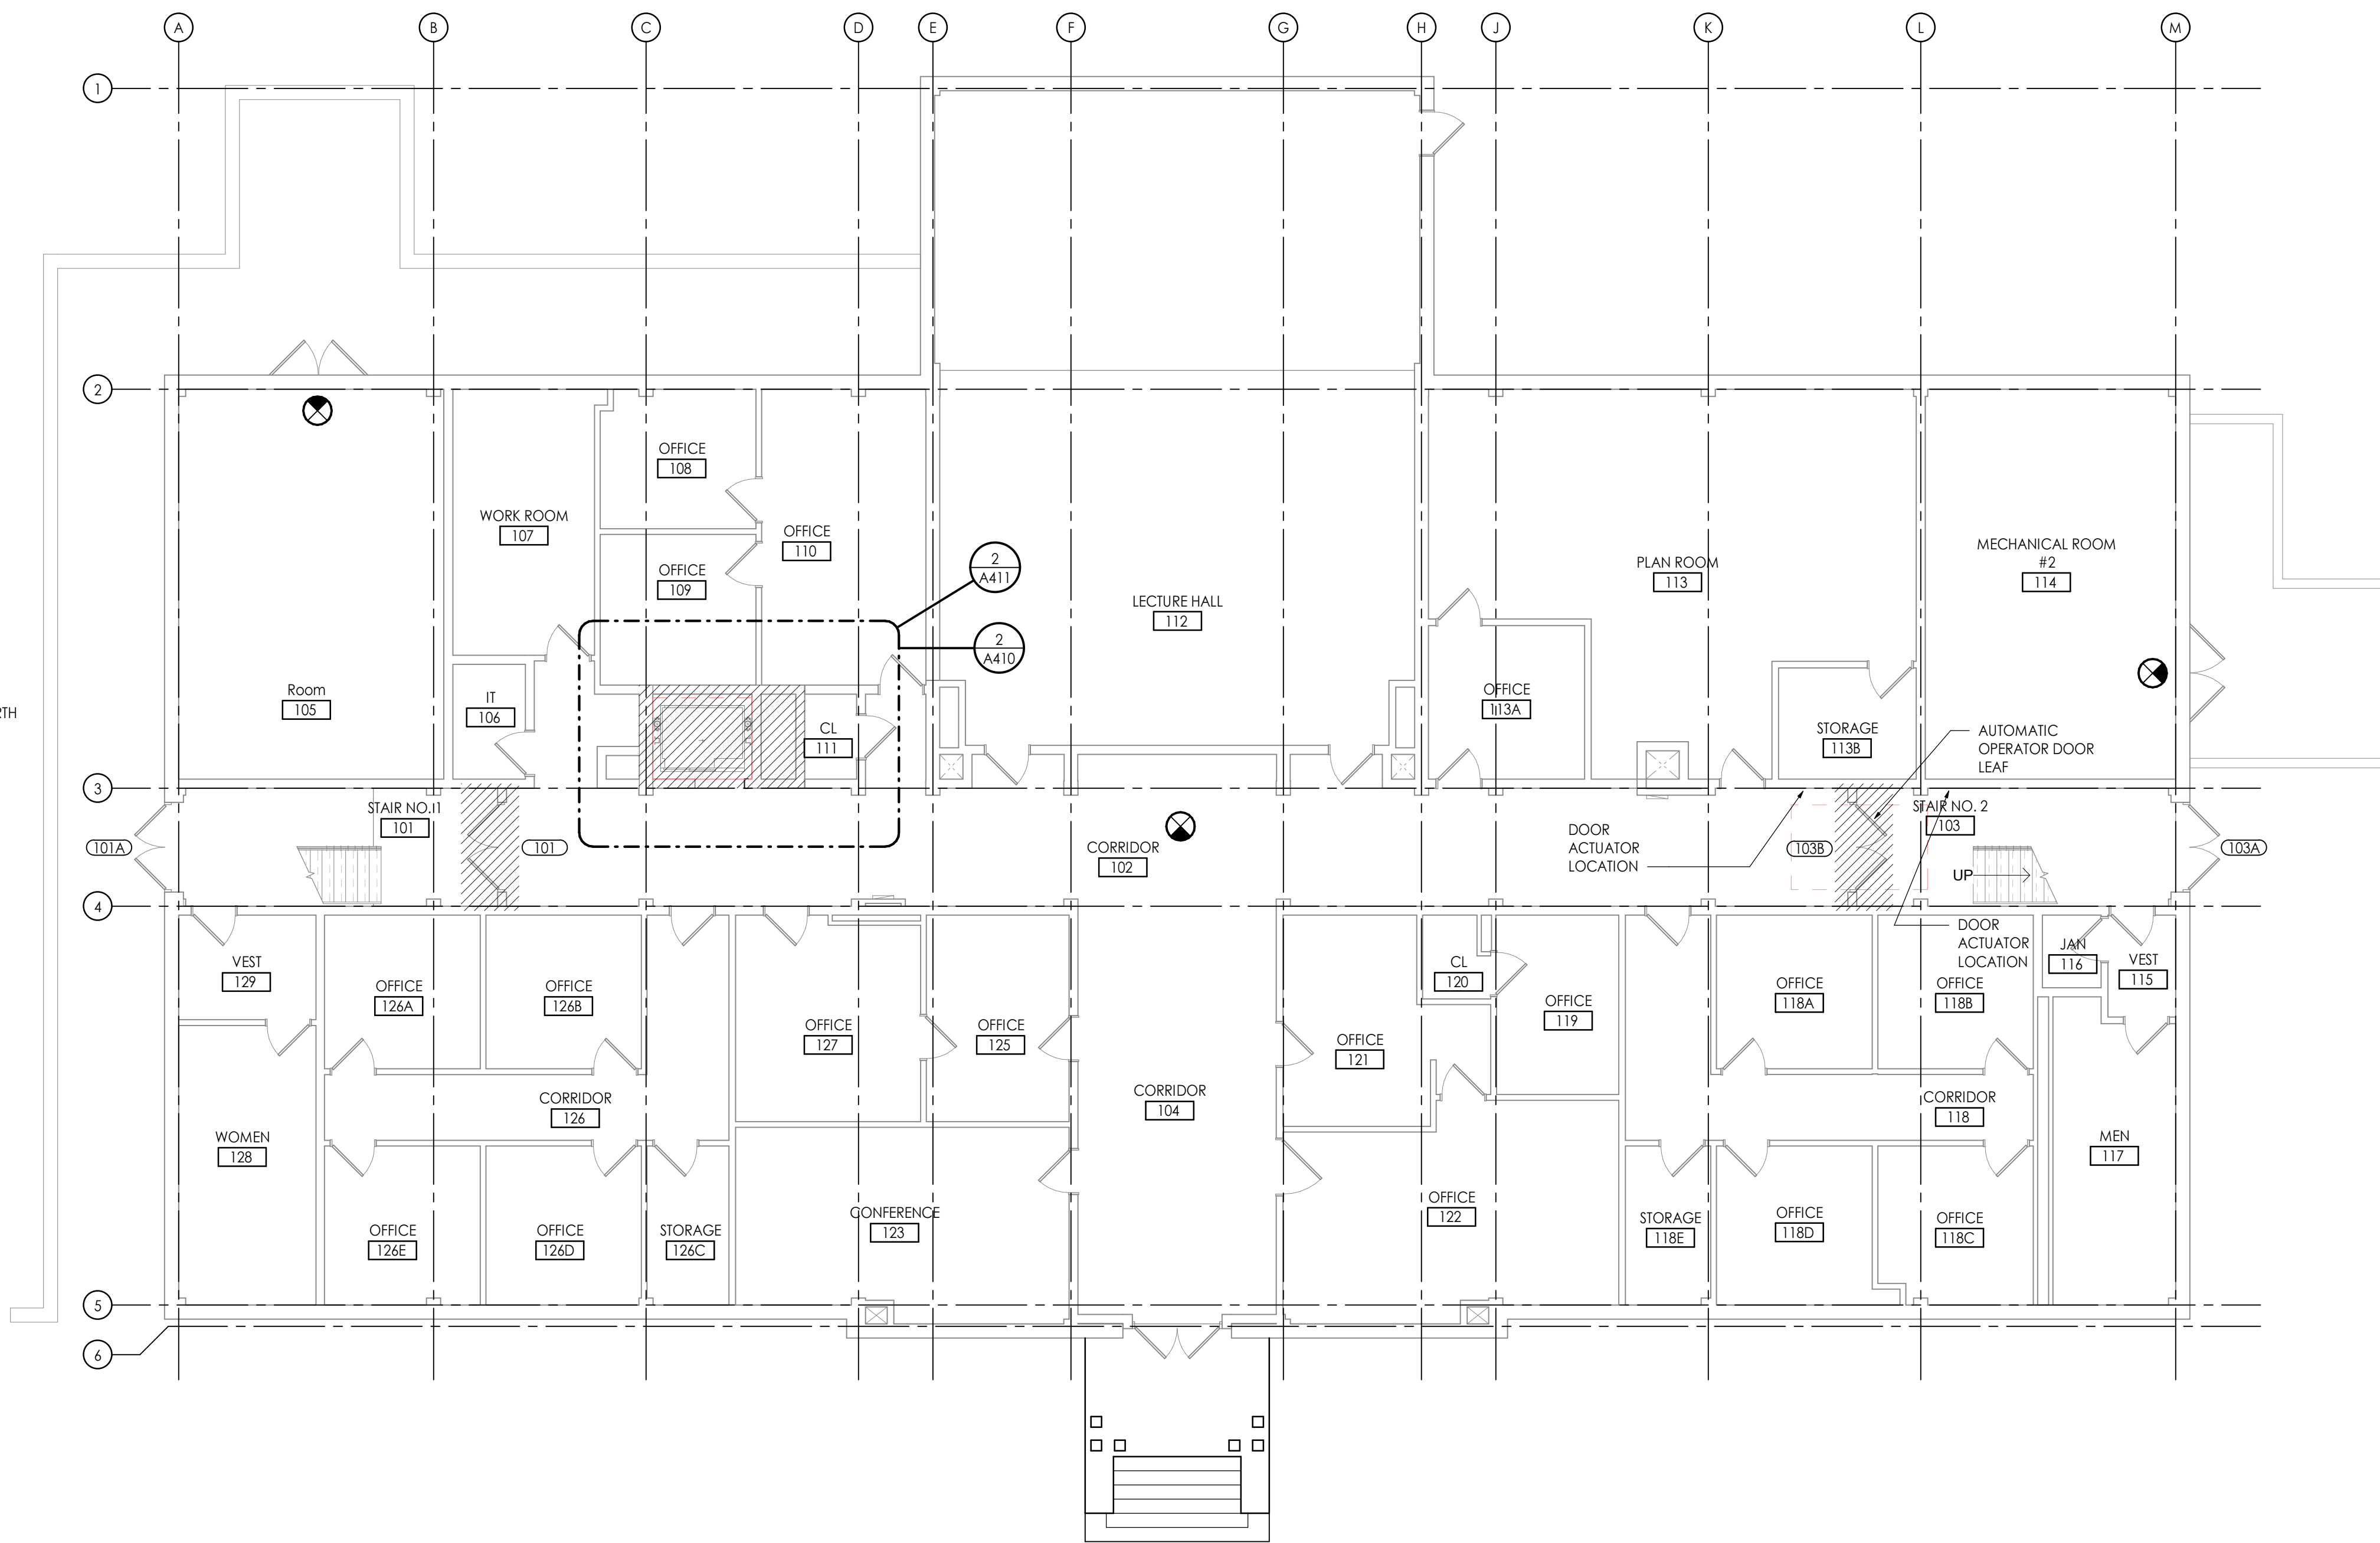 A
B
C
D
E
F
G
H
J
K
L
M
1
2
3
4
5
6
RTH
OFFICE
108
WORK ROOM
107
OFFICE
110
OFFICE
109
2
A411
2
A410
Room
105
IT
106
CL
111
LECTURE HALL
112
PLAN ROOM
113
MECHANICAL ROOM
#2
114
OFFICE
113A
STORAGE
113B
AUTOMATIC
OPERATOR DOOR
LEAF
STAIR NO. 1
101
101A
101
CORRIDOR
102
DOOR
ACTUATOR
LOCATION
103B
STAIR NO. 2
103
UP
103A
VEST
129
OFFICE
126A
OFFICE
126B
OFFICE
127
OFFICE
125
CORRIDOR
104
OFFICE
121
CL
120
OFFICE
119
OFFICE
118A
DOOR
ACTUATOR
LOCATION
OFFICE
118B
JAN
116
VEST
115
WOMEN
128
CORRIDOR
126
CORRIDOR
118
MEN
117
OFFICE
126E
OFFICE
126D
STORAGE
126C
CONFERENCE
123
OFFICE
122
STORAGE
118E
OFFICE
118D
OFFICE
118C